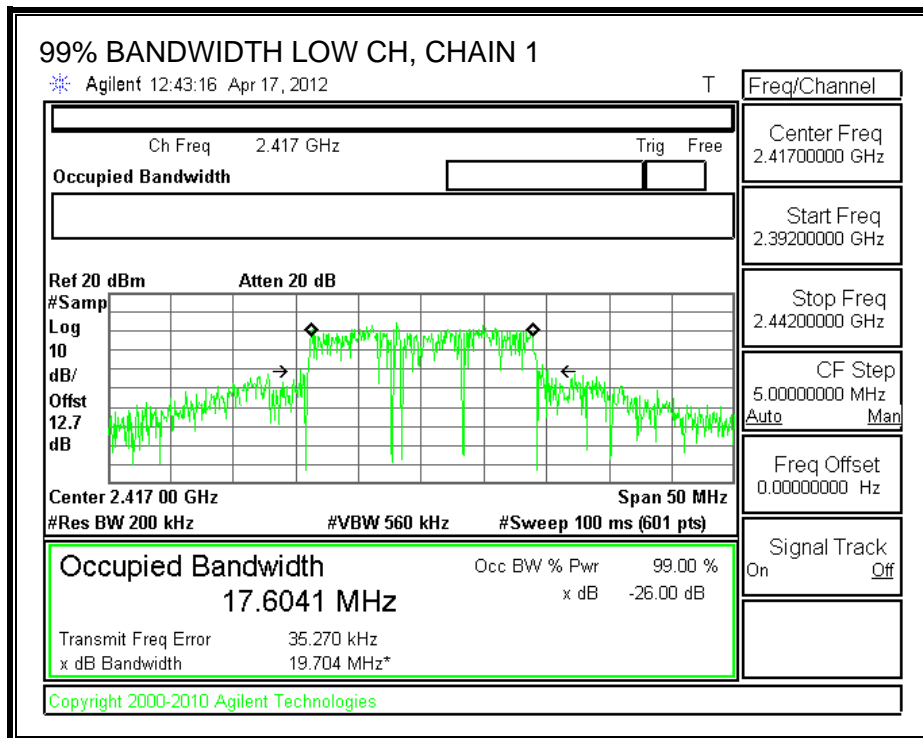 99% BANDWIDTH LOW CH, CHAIN 1
Agilent 12:43:16 Apr 17, 2012 T
Freq/Channel
Ch Freq 2.417 GHz Trig Free
Occupied Bandwidth
Center Freq
2.41700000 GHz
Start Freq
2.39200000 GHz
Stop Freq
2.44200000 GHz
CF Step
5.00000000 MHz
Auto Man
Freq Offset
0.00000000 Hz
Signal Track
On Off
Ref 20 dBm Atten 20 dB
#Samp
Log
10
dB/
Offst
12.7
dB
Center 2.417 00 GHz Span 50 MHz
#Res BW 200 kHz #VBW 560 kHz #Sweep 100 ms (601 pts)
Occupied Bandwidth
17.6041 MHz
Occ BW % Pwr 99.00 %
x dB -26.00 dB
Transmit Freq Error 35.270 kHz
x dB Bandwidth 19.704 MHz*
Copyright 2000-2010 Agilent Technologies